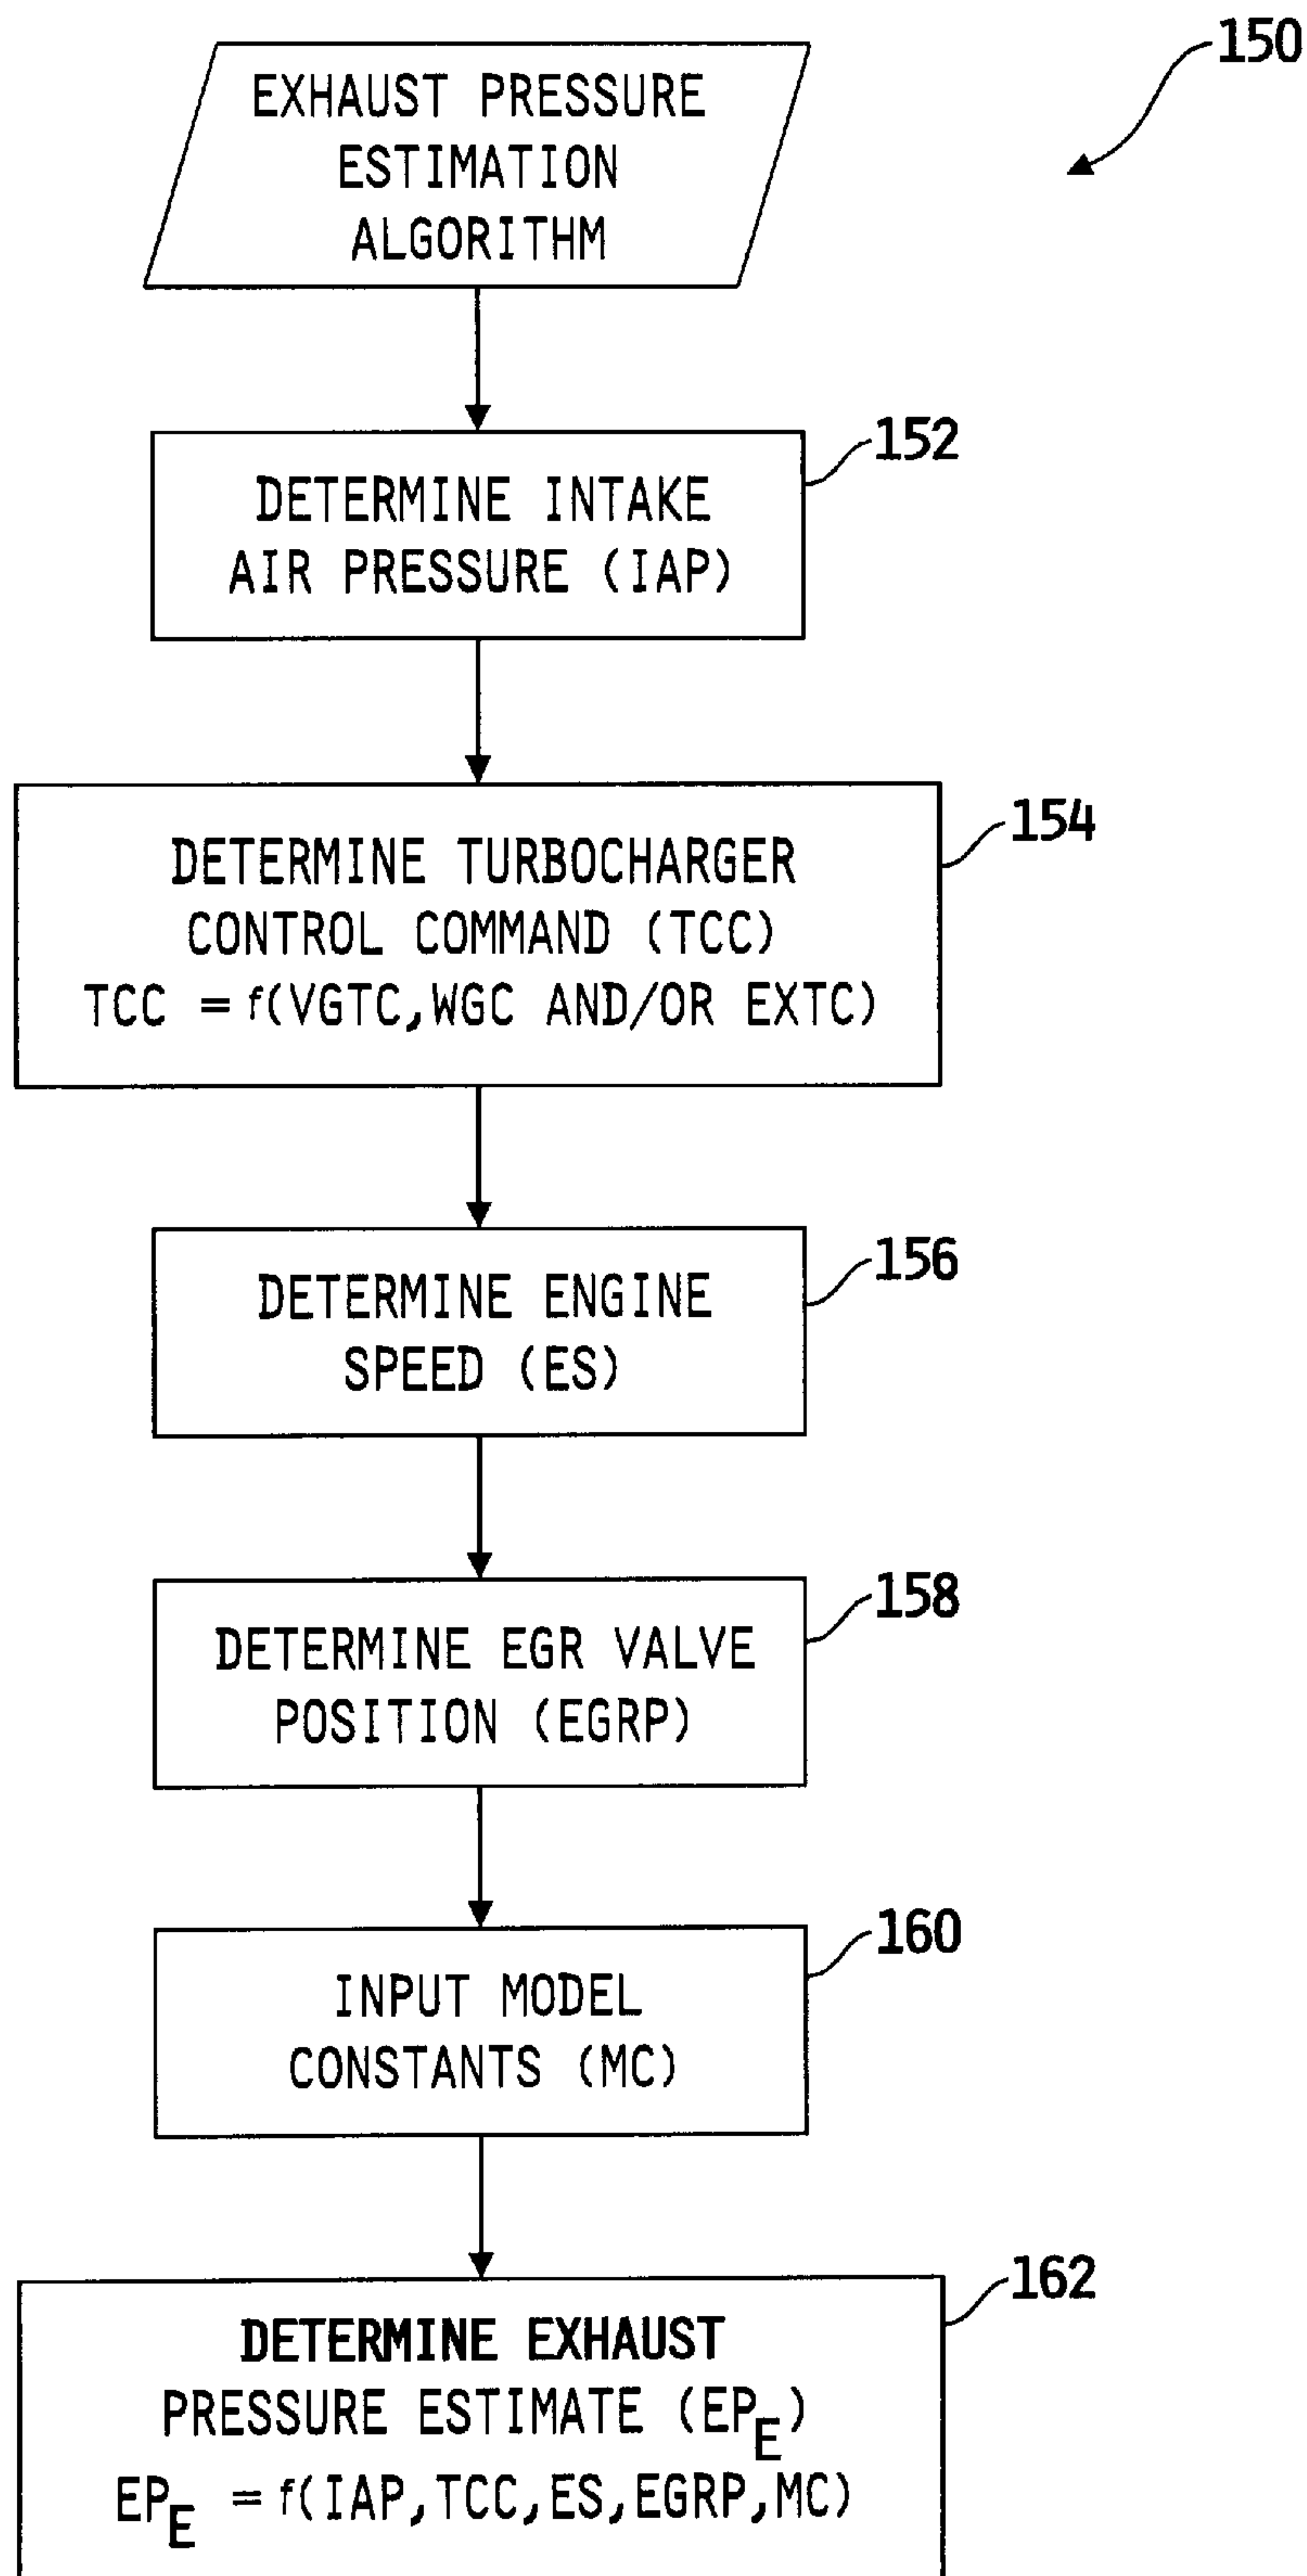 150
EXHAUST PRESSURE
ESTIMATION
ALGORITHM
152
DETERMINE INTAKE
AIR PRESSURE (IAP)
154
DETERMINE TURBOCHARGER
CONTROL COMMAND (TCC)
TCC = f(VGTC,WGC AND/OR EXTC)
156
DETERMINE ENGINE
SPEED (ES)
158
DETERMINE EGR VALVE
POSITION (EGRP)
160
INPUT MODEL
CONSTANTS (MC)
162
DETERMINE EXHAUST
PRESSURE ESTIMATE (EPE)
EPE = f(IAP,TCC,ES,EGRP,MC)